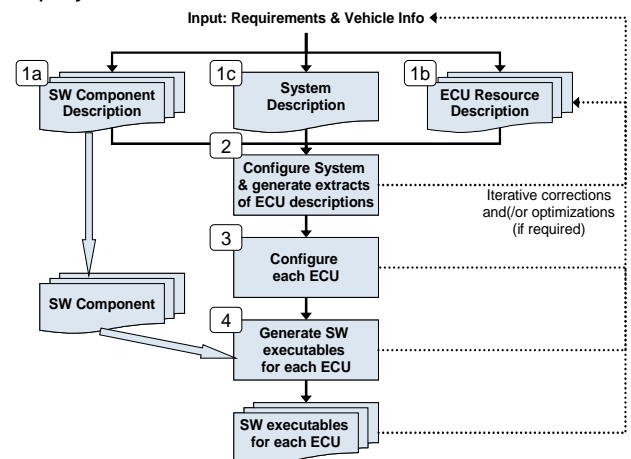 Input: Requirements & Vehicle Info
1a
SW Component
Description
1c
System
Description
1b
ECU Resource
Description
2
Configure System
& generate extracts
of ECU descriptions
Iterative corrections
and(/or optimizations
(if required)
3
Configure
each ECU
SW Component
4
Generate SW
executables
for each ECU
SW executables
for each ECU